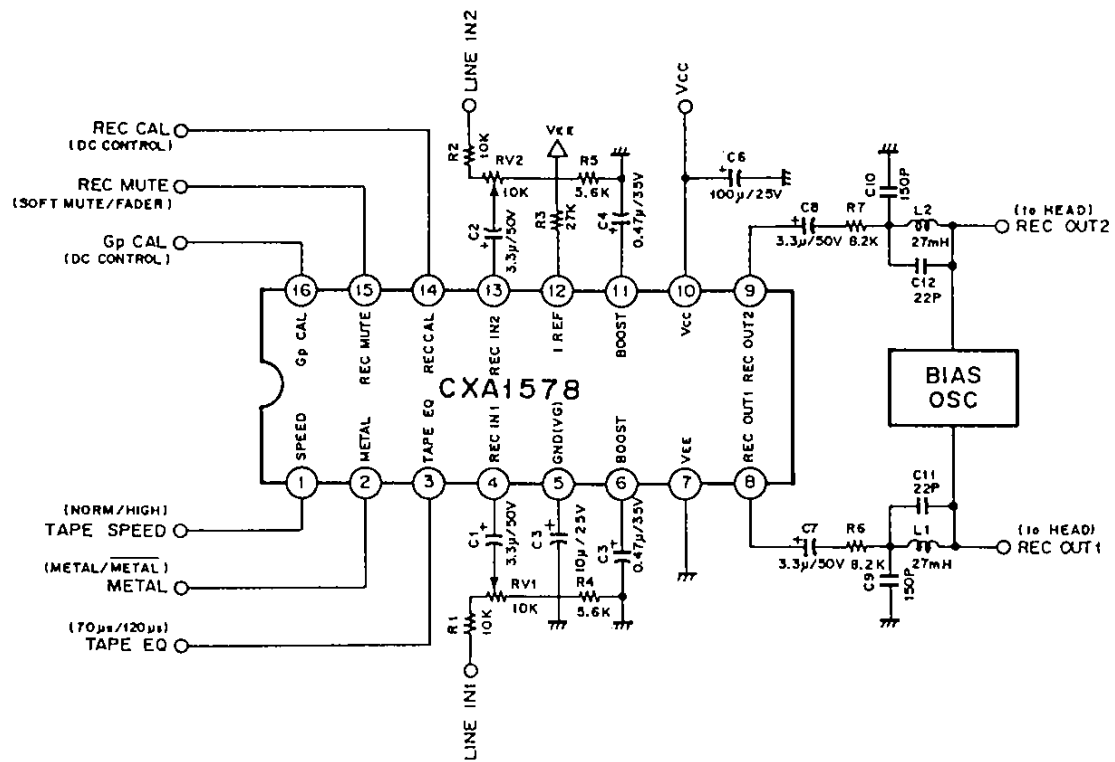 LINE IN2
VCC
REC CAL
(DC CONTROL)
REC MUTE
(SOFT MUTE/FADER)
Gp CAL
(DC CONTROL)
R2
10K
RV2
10K
VEE
R5
5.6K
R3
27K
C2
+
3.3μ/50V
C4
+
0.47μ/35V
+
C6
100μ/25V
C10
150P
+
C8
3.3μ/50V
R7
8.2K
L2
27mH
C12
22P
(to HEAD)
REC OUT2
16
15
14
13
12
11
10
9
Gp CAL
REC MUTE
REC CAL
REC IN2
I REF
BOOST
Vcc
REC OUT2
CXA1578
BIAS
OSC
SPEED
METAL
TAPE EQ
REC IN1
GND(VG)
BOOST
VEE
REC OUT1
1
2
3
4
5
6
7
8
(NORM/HIGH)
TAPE SPEED
(METAL/METAL)
METAL
(70μs/120μs)
TAPE EQ
C1
+
3.3μ/50V
C3
+
10μ/25V
C3
+
0.47μ/35V
RV1
10K
R4
5.6K
R1
10K
LINE IN1
+
C7
3.3μ/50V
R6
8.2K
C11
22P
L1
27mH
C9
150P
(to HEAD)
REC OUT1